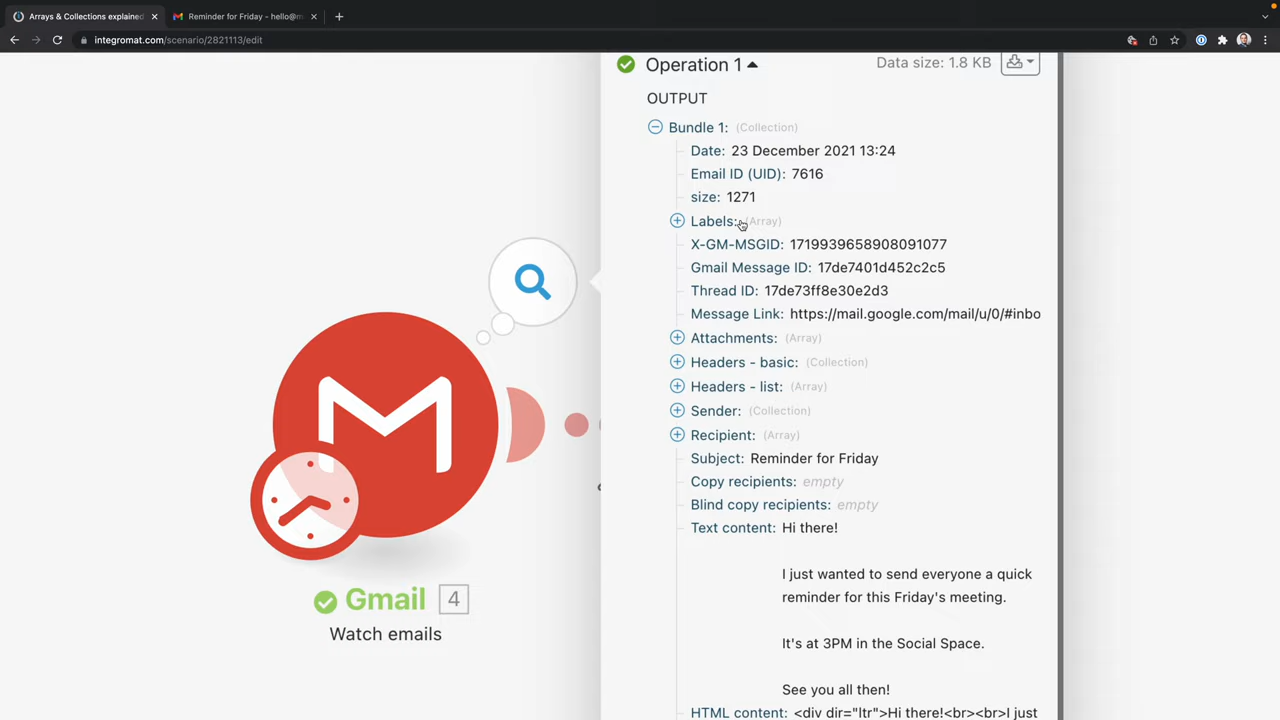 Arrays & Collections explained
Reminder for Friday - hello@m
integromat.com/scenario/2821113/edit
Operation 1
Data size: 1.8 KB
OUTPUT
Bundle 1: (Collection)
Date: 23 December 2021 13:24
Email ID (UID): 7616
size: 1271
Labels: (Array)
X-GM-MSGID: 1719939658908091077
Gmail Message ID: 17de7401d452c2c5
Thread ID: 17de73ff8e30e2d3
Message Link: https://mail.google.com/mail/u/0/#inbo
Attachments: (Array)
Headers - basic: (Collection)
Headers - list: (Array)
Sender: (Collection)
Recipient: (Array)
Subject: Reminder for Friday
Copy recipients: empty
Blind copy recipients: empty
Text content: Hi there!
I just wanted to send everyone a quick
reminder for this Friday's meeting.
It's at 3PM in the Social Space.
See you all then!
HTML content: <div dir="ltr">Hi there!<br><br>I just
Gmail 4
Watch emails